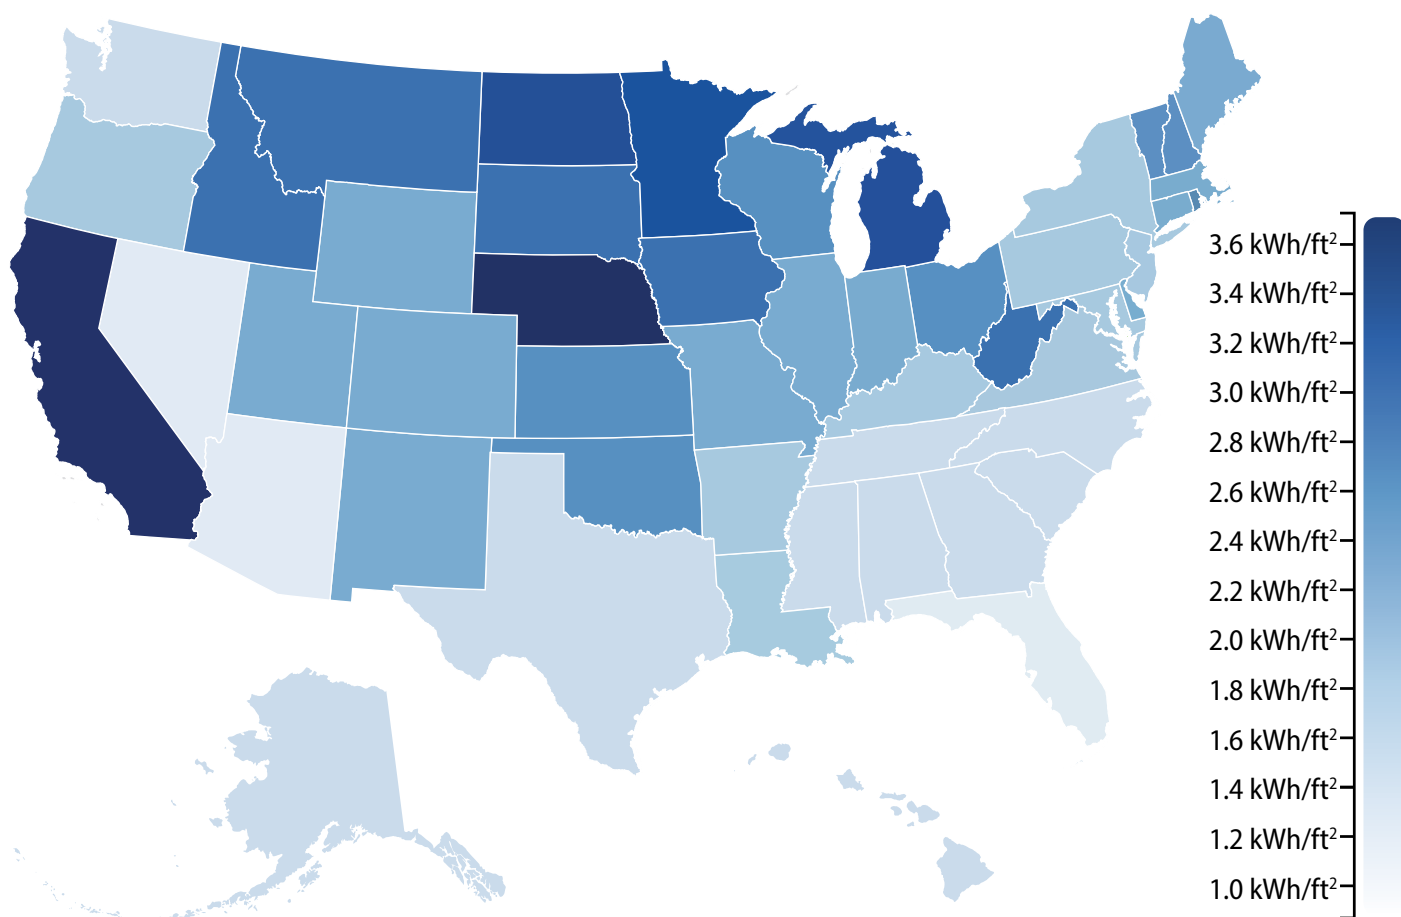 3.6 kWh/ft²
3.4 kWh/ft²
3.2 kWh/ft²
3.0 kWh/ft²
2.8 kWh/ft²
2.6 kWh/ft²
2.4 kWh/ft²
2.2 kWh/ft²
2.0 kWh/ft²
1.8 kWh/ft²
1.6 kWh/ft²
1.4 kWh/ft²
1.2 kWh/ft²
1.0 kWh/ft²